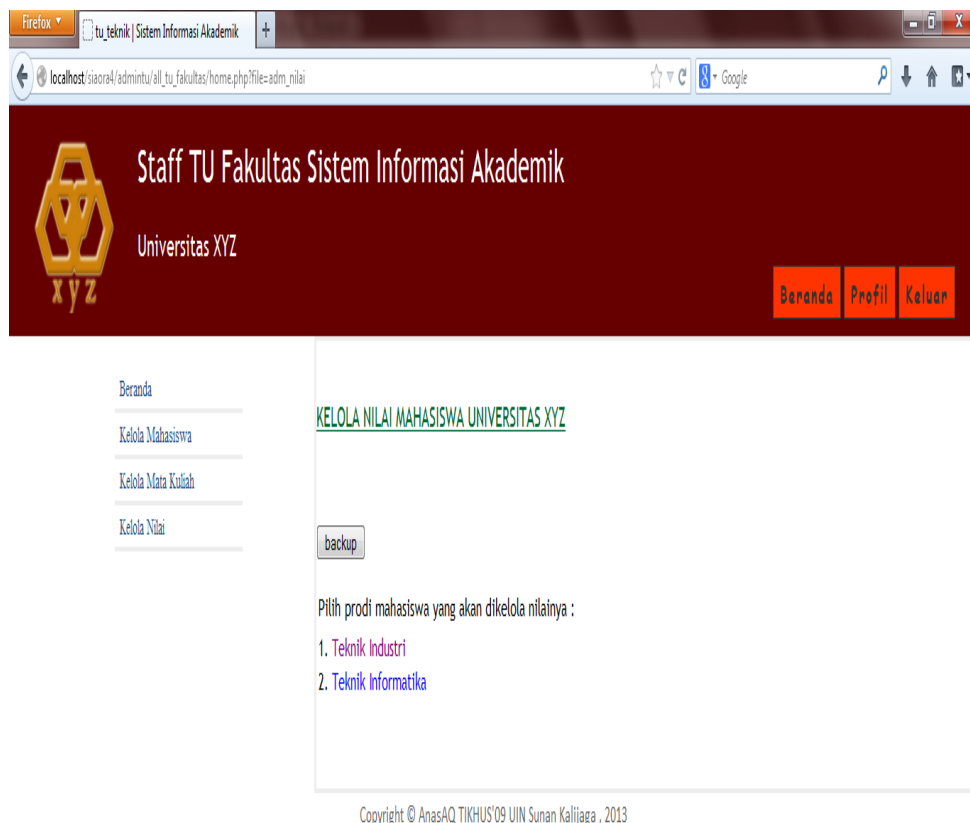 Firefox
tu_teknik | Sistem Informasi Akademik
localhost/siaora4/admintu/all_tu_fakultas/home.php?file=adm_nilai
Google
Staff TU Fakultas Sistem Informasi Akademik
Universitas XYZ
x y z
Beranda Profil Keluar
Beranda
Kelola Mahasiswa
Kelola Mata Kuliah
Kelola Nilai
KELOLA NILAI MAHASISWA UNIVERSITAS XYZ
backup
Pilih prodi mahasiswa yang akan dikelola nilainya :
1. Teknik Industri
2. Teknik Informatika
Copyright © AnasAQ TIKHUS'09 UIN Sunan Kalijaga , 2013